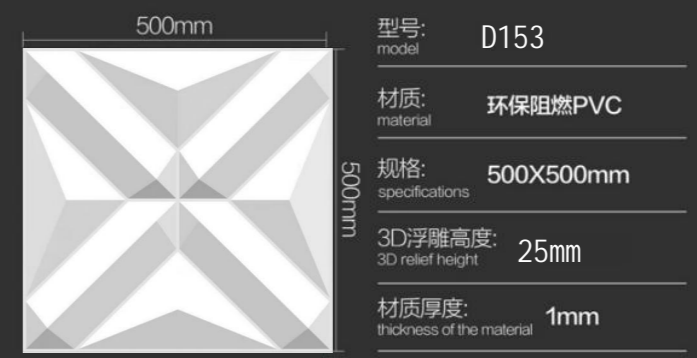 500mm
500mm
型号: D153
model
材质: 环保阻燃PVC
material
规格: 500X500mm
specifications
3D浮雕高度: 25mm
3D relief height
材质厚度: 1mm
thickness of the material